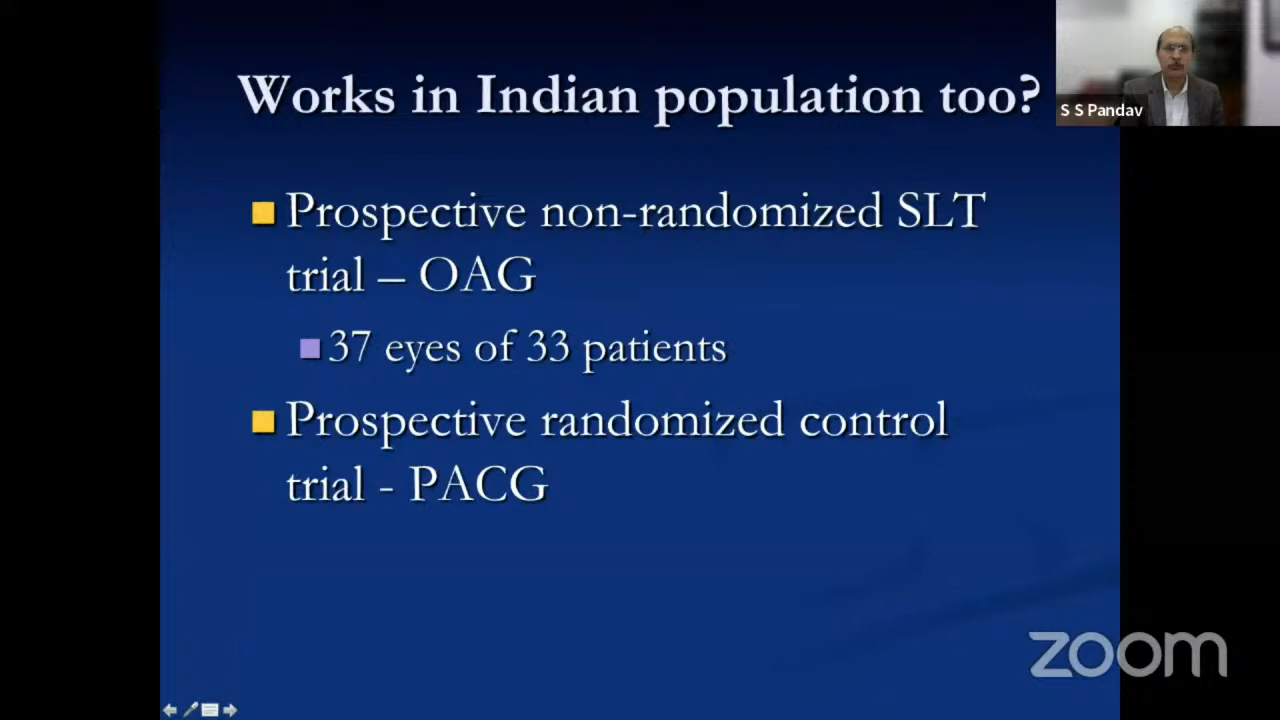 Works in Indian population too?
S S Pandav
Prospective non-randomized SLT
trial – OAG
37 eyes of 33 patients
Prospective randomized control
trial - PACG
zoom